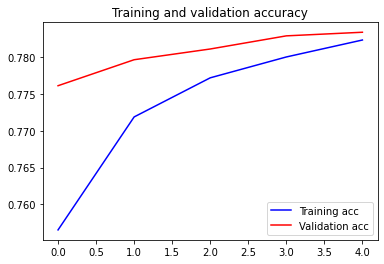 Training and validation accuracy
0.780
0.775
0.770
0.765
0.760
0.0 0.5 1.0 1.5 2.0 2.5 3.0 3.5 4.0
Training acc
Validation acc